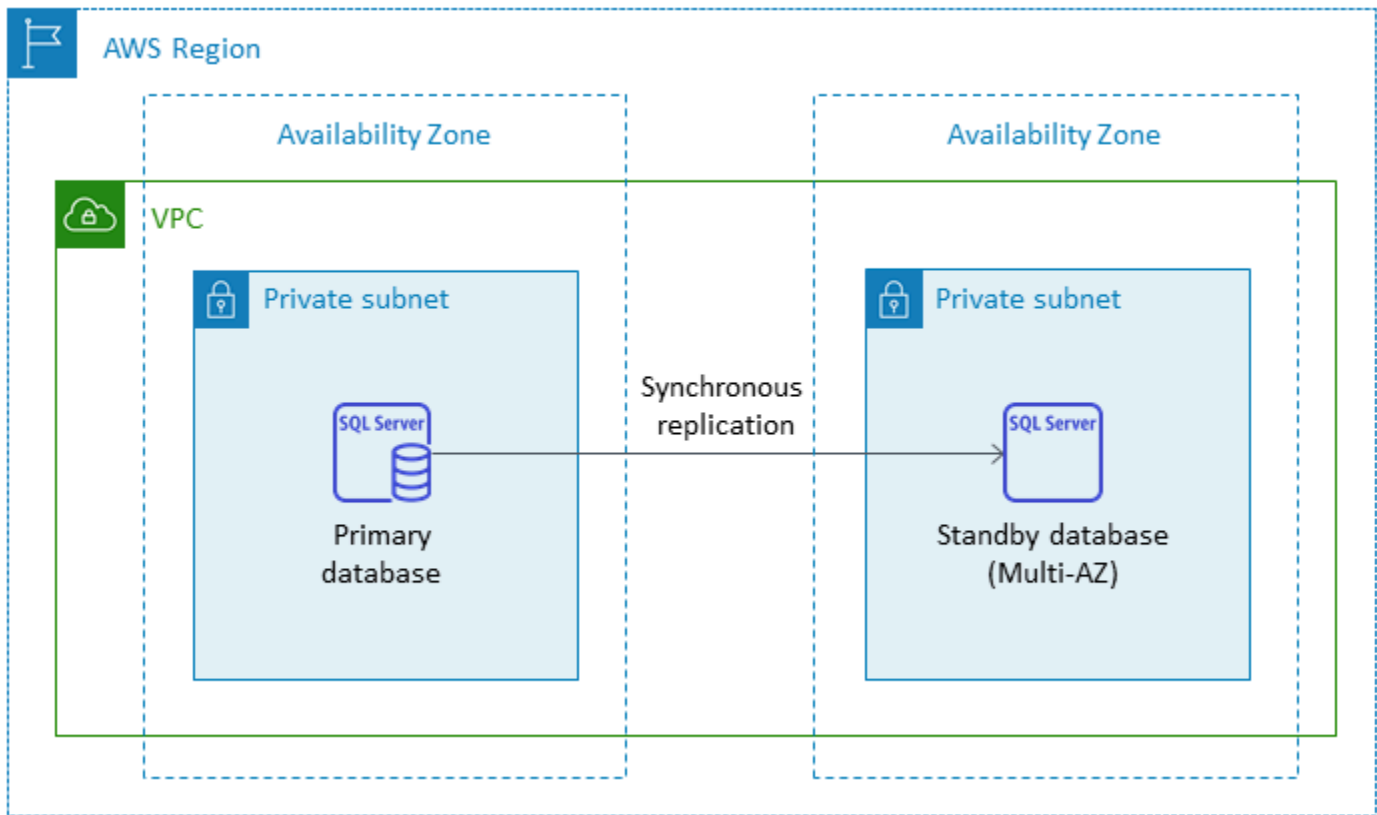 AWS Region
Availability Zone
Availability Zone
VPC
Private subnet
Private subnet
Synchronous
replication
SQL Server
SQL Server
Primary
database
Standby database
(Multi-AZ)